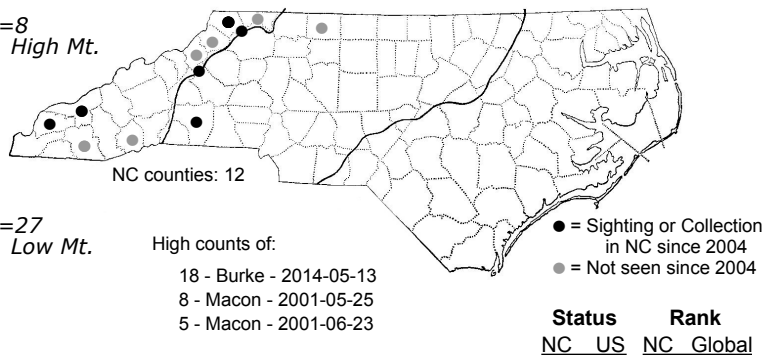 =8
High Mt.
NC counties: 12
=27
Low Mt.
High counts of:
18 - Burke - 2014-05-13
8 - Macon - 2001-05-25
5 - Macon - 2001-06-23
● = Sighting or Collection
in NC since 2004
● = Not seen since 2004
Status Rank
NC US NC Global